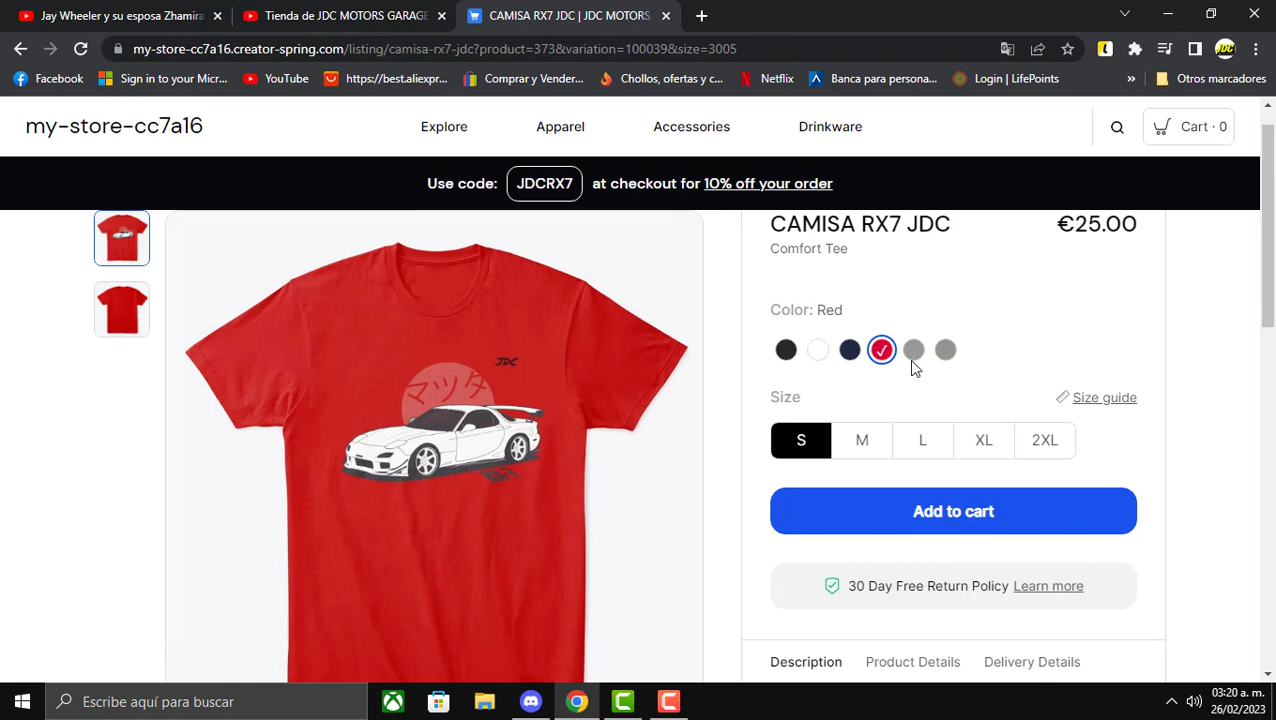 Jay Wheeler y su esposa Zhamira
Tienda de JDC MOTORS GARAGE
CAMISA RX7 JDC | JDC MOTORS
my-store-cc7a16.creator-spring.com/listing/camisa-rx7-jdc?product=373&variation=100039&size=3005
Facebook
Sign in to your Micr...
YouTube
https://best.aliexpr...
Comprar y Vender...
Chollos, ofertas y c...
Netflix
Banca para persona...
Login | LifePoints
»
Otros marcadores
my-store-cc7a16
Explore
Apparel
Accessories
Drinkware
Cart · 0
Use code: JDCRX7 at checkout for 10% off your order
CAMISA RX7 JDC
€25.00
Comfort Tee
Color: Red
JDC
マツタ
Size
Size guide
S
M
L
XL
2XL
Add to cart
30 Day Free Return Policy Learn more
Description
Product Details
Delivery Details
Escribe aquí para buscar
03:20 a. m.
26/02/2023